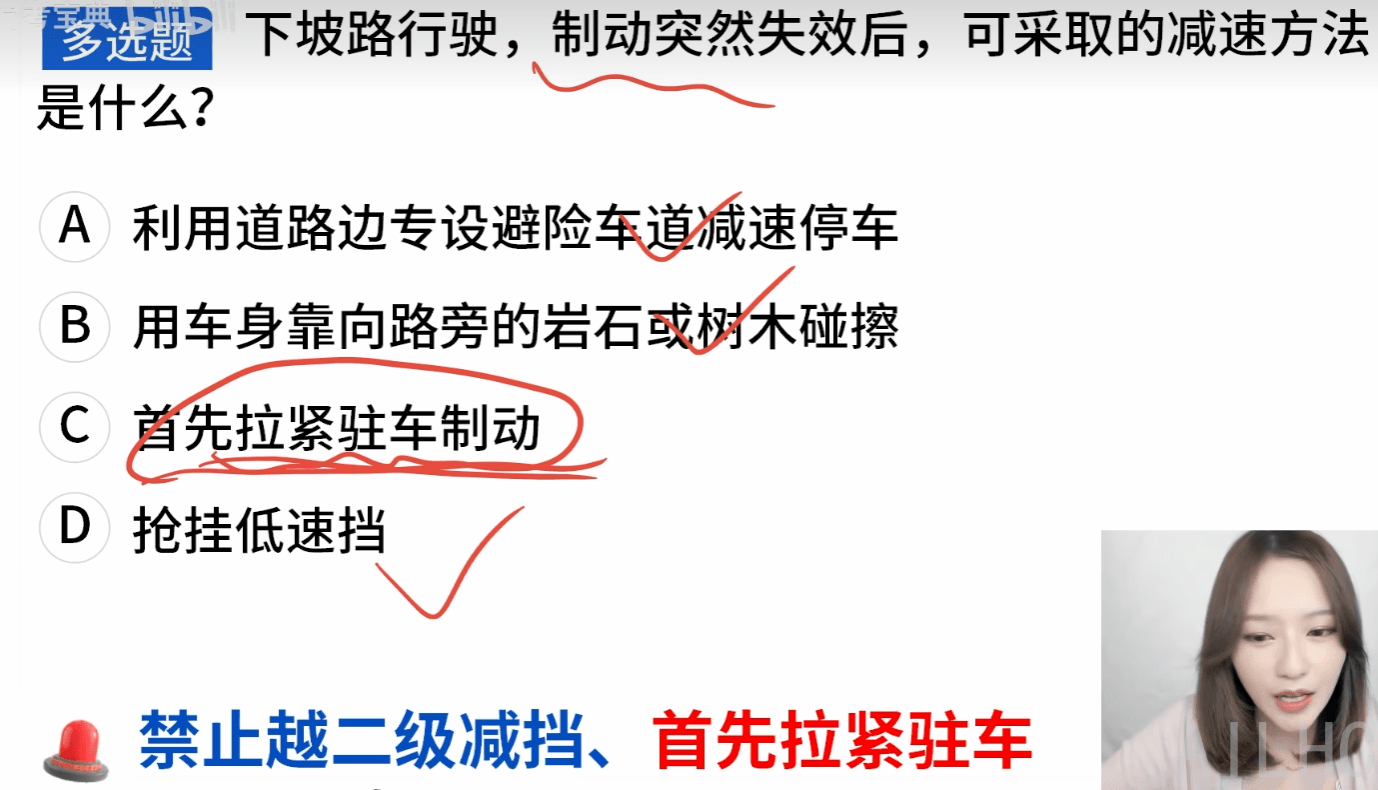 多选题 下坡路行驶，制动突然失效后，可采取的减速方法
是什么？
A 利用道路边专设避险车道减速停车
B 用车身靠向路旁的岩石或树木碰擦
C 首先拉紧驻车制动
D 抢挂低速挡
禁止越二级减挡、首先拉紧驻车